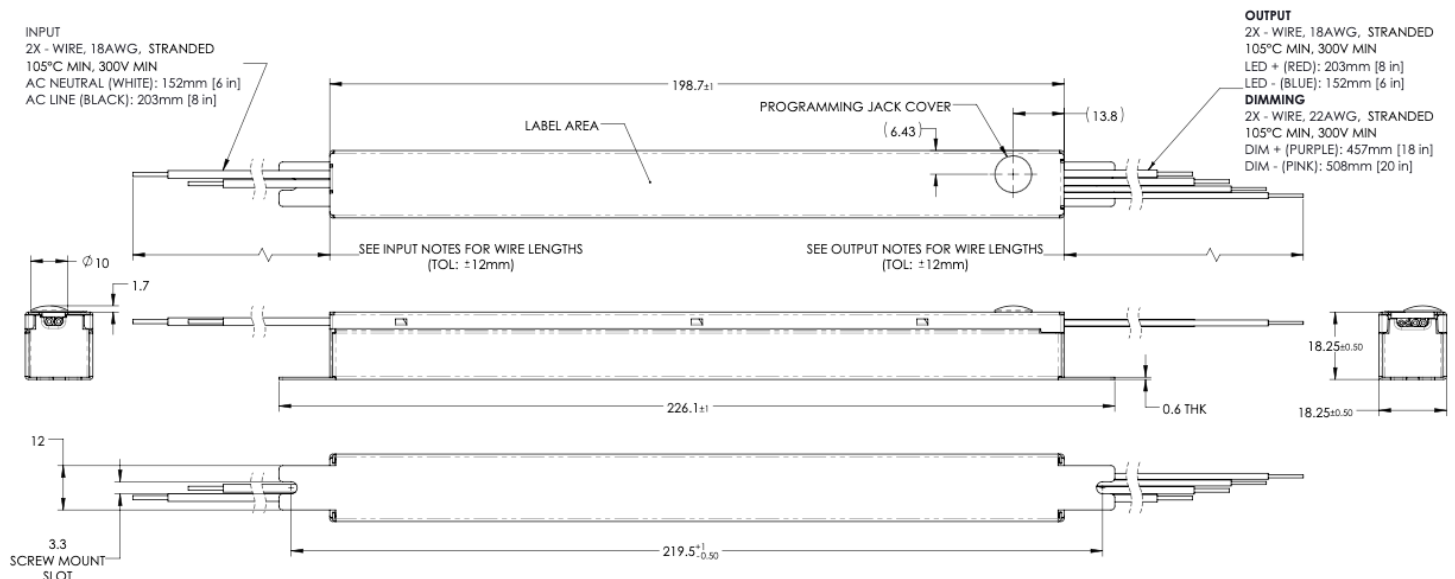 INPUT
2X - WIRE, 18AWG, STRANDED
105°C MIN, 300V MIN
AC NEUTRAL (WHITE): 152mm [6 in]
AC LINE (BLACK): 203mm [8 in]
OUTPUT
2X - WIRE, 18AWG, STRANDED
105°C MIN, 300V MIN
LED + (RED): 203mm [8 in]
LED - (BLUE): 152mm [6 in]
DIMMING
2X - WIRE, 22AWG, STRANDED
105°C MIN, 300V MIN
DIM + (PURPLE): 457mm [18 in]
DIM - (PINK): 508mm [20 in]
198.7±1
PROGRAMMING JACK COVER
(13.8)
LABEL AREA
(6.43)
SEE INPUT NOTES FOR WIRE LENGTHS
(TOL: ±12mm)
SEE OUTPUT NOTES FOR WIRE LENGTHS
(TOL: ±12mm)
Ø10
1.7
18.25±0.50
226.1±1
0.6 THK
18.25±0.50
12
3.3
SCREW MOUNT
SLOT
219.5+1-0.50